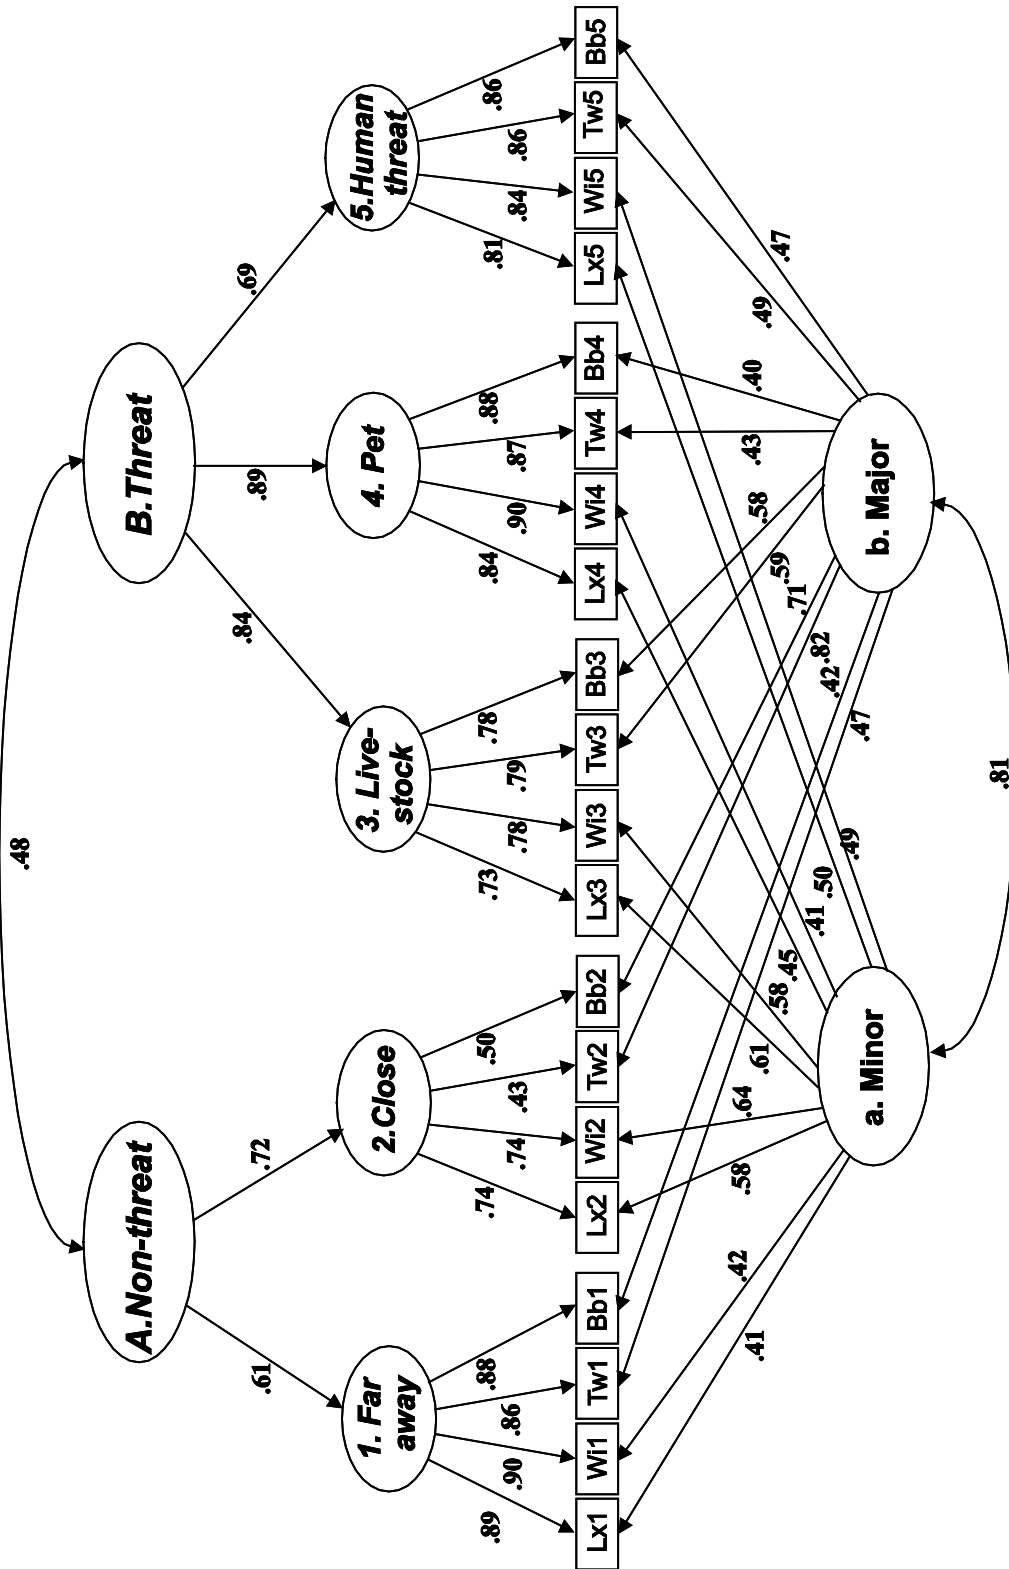 .48
A.Non-threat
B.Threat
.61
.72
.84
.89
.69
1. Far
away
2.Close
3. Live-
stock
4. Pet
5.Human
threat
.89
.90
.86
.88
.74
.74
.43
.50
.73
.78
.79
.78
.84
.90
.87
.88
.81
.84
.86
.86
Lx1
Wi1
Tw1
Bb1
Lx2
Wi2
Tw2
Bb2
Lx3
Wi3
Tw3
Bb3
Lx4
Wi4
Tw4
Bb4
Lx5
Wi5
Tw5
Bb5
.41
.42
.58
.64
.61
.58
.45
.41
.50
.49
.47
.42
.82
.71
.59
.58
.43
.40
.49
.47
a. Minor
b. Major
.81